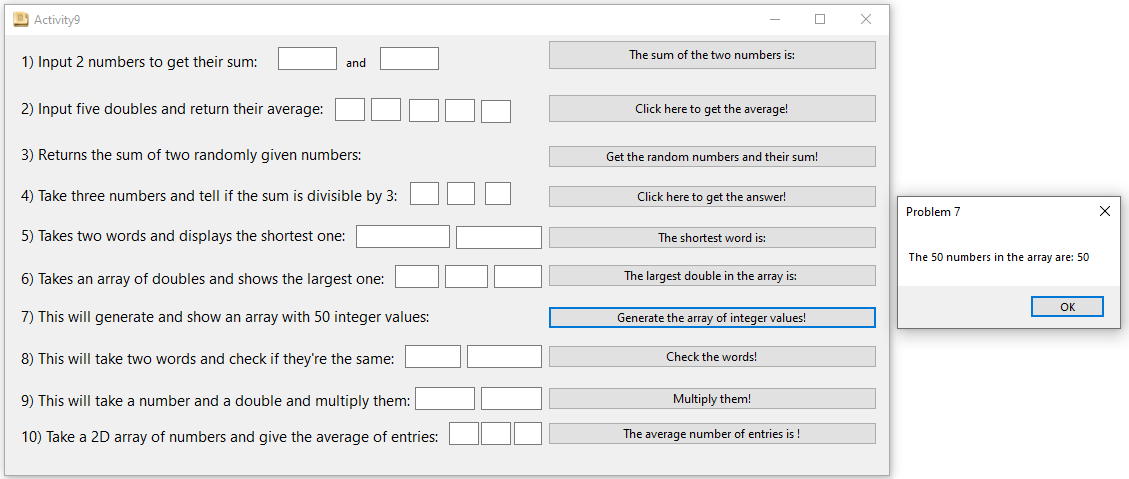 Activity9
1) Input 2 numbers to get their sum: and The sum of the two numbers is:
2) Input five doubles and return their average: Click here to get the average!
3) Returns the sum of two randomly given numbers: Get the random numbers and their sum!
4) Take three numbers and tell if the sum is divisible by 3: Click here to get the answer!
5) Takes two words and displays the shortest one: The shortest word is:
6) Takes an array of doubles and shows the largest one: The largest double in the array is:
7) This will generate and show an array with 50 integer values: Generate the array of integer values!
8) This will take two words and check if they're the same: Check the words!
9) This will take a number and a double and multiply them: Multiply them!
10) Take a 2D array of numbers and give the average of entries: The average number of entries is !
Problem 7
The 50 numbers in the array are: 50
OK